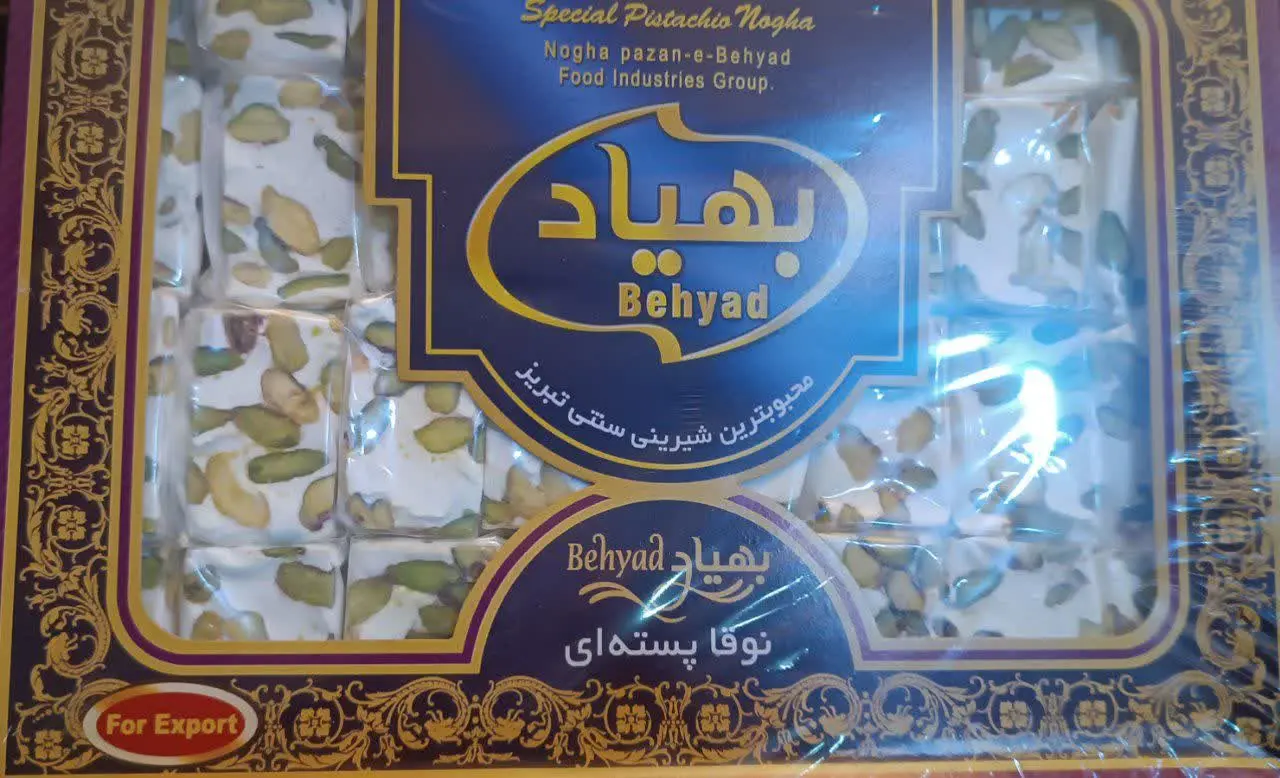 Special Pistachio Nogha
Nogha pazan-e-Behyad
Food Industries Group.
بهیاد
Behyad
محبوبترین شیرینی سنتی تبریز
Behyad بهیاد
نوقا پسته‌ای
For Export